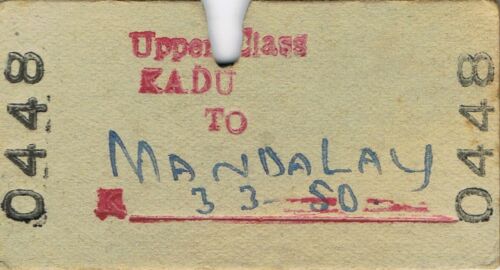 0448
Upper Class
KADU
TO
MANDALAY
K 33-50-
0448